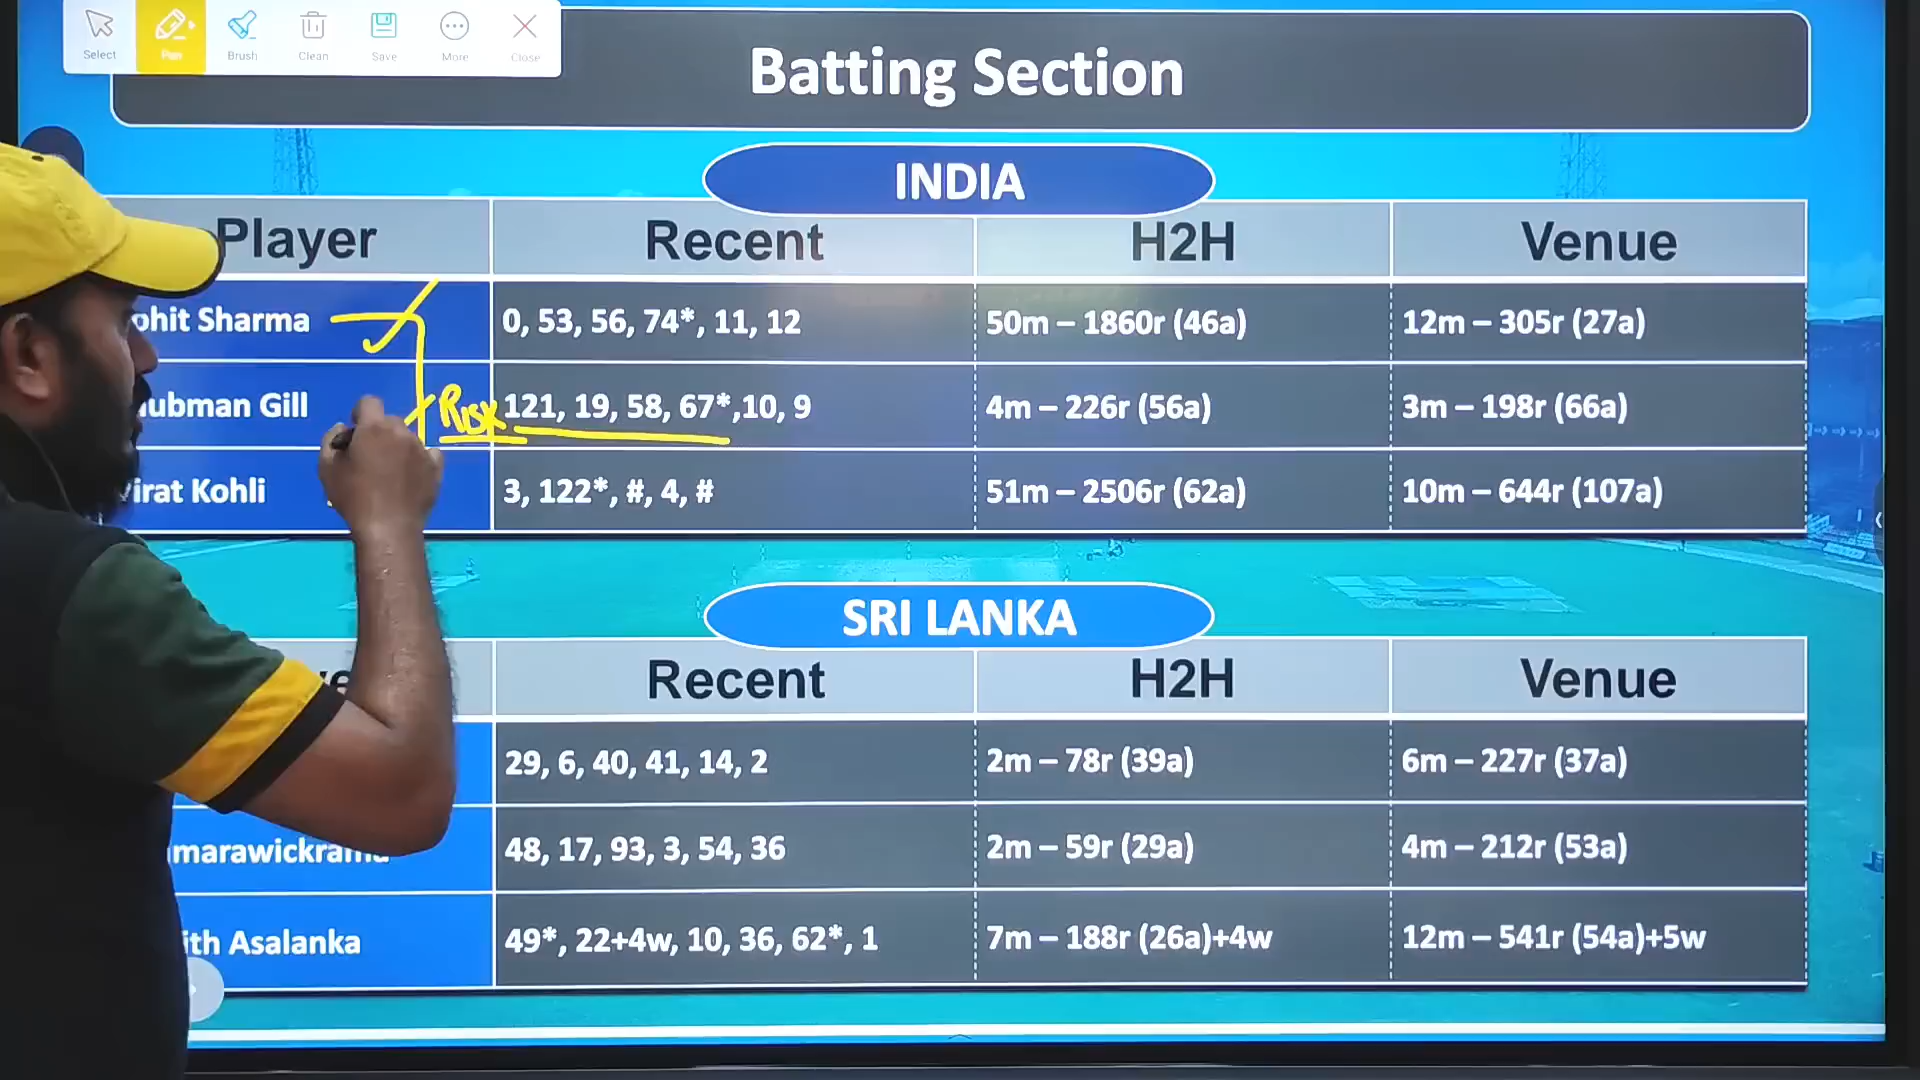 Select Pen Brush Clean Save More Close
Batting Section
INDIA
Player Recent H2H Venue
ohit Sharma 0, 53, 56, 74*, 11, 12 50m – 1860r (46a) 12m – 305r (27a)
ubman Gill Risk 121, 19, 58, 67*,10, 9 4m – 226r (56a) 3m – 198r (66a)
irat Kohli 3, 122*, #, 4, # 51m – 2506r (62a) 10m – 644r (107a)
SRI LANKA
Recent H2H Venue
29, 6, 40, 41, 14, 2 2m – 78r (39a) 6m – 227r (37a)
marawickrama 48, 17, 93, 3, 54, 36 2m – 59r (29a) 4m – 212r (53a)
ith Asalanka 49*, 22+4w, 10, 36, 62*, 1 7m – 188r (26a)+4w 12m – 541r (54a)+5w